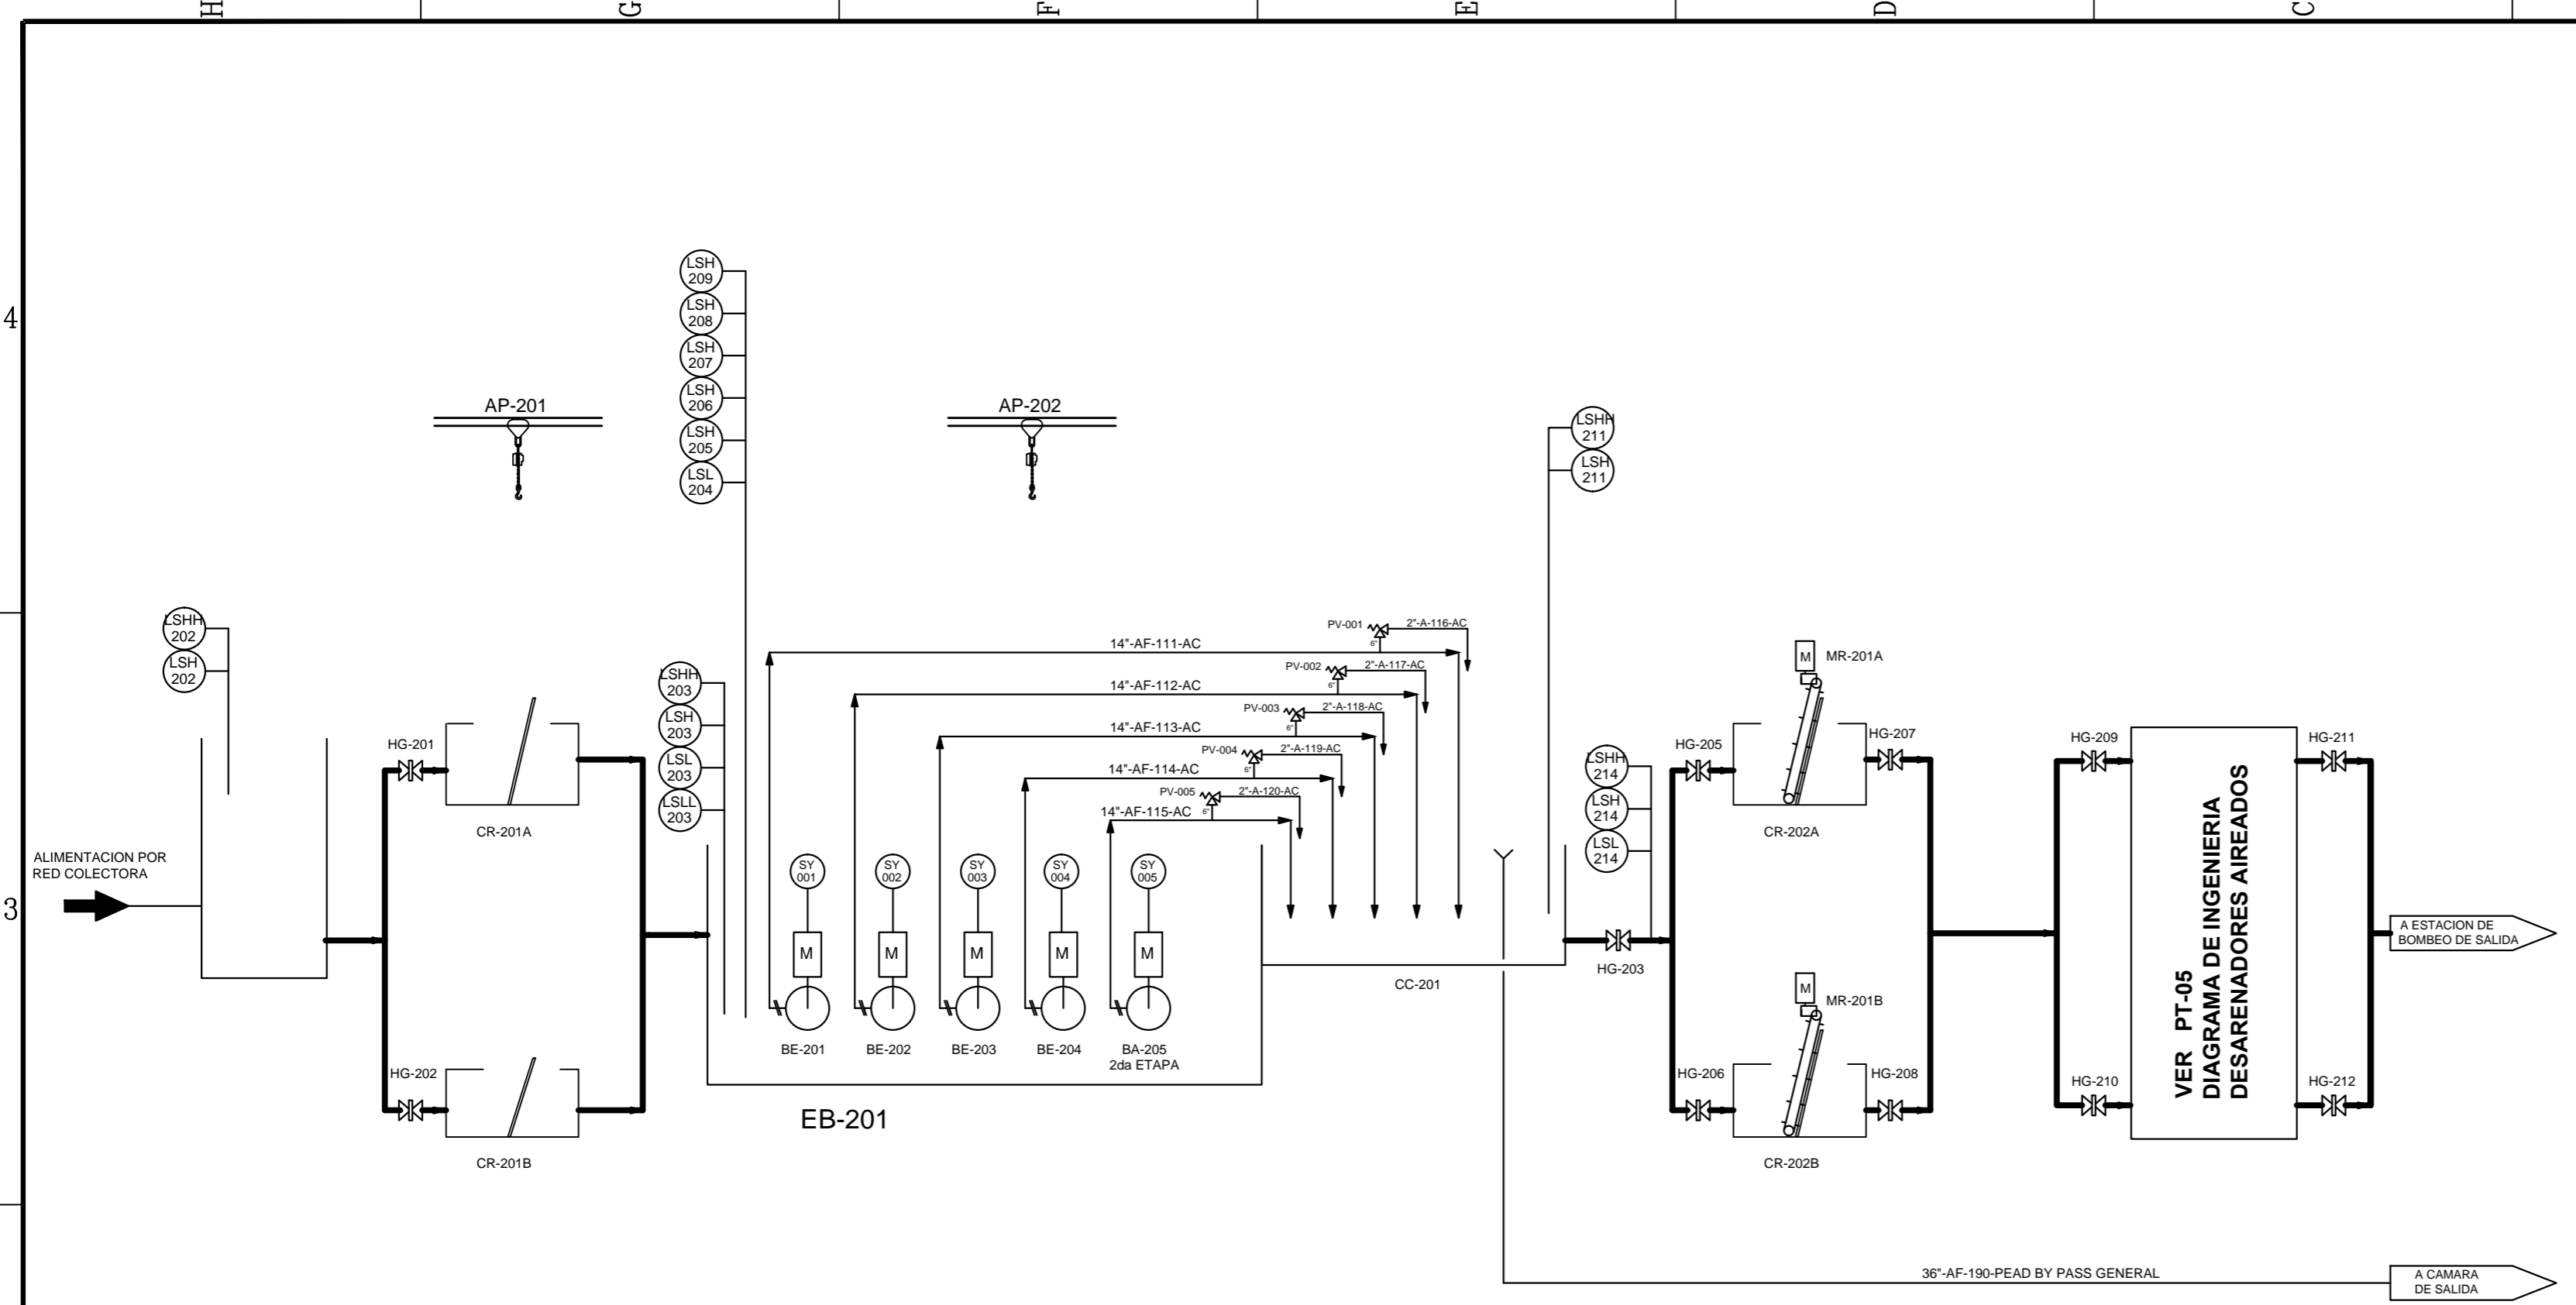 H
G
F
E
D
C
4
3
LSH
209
LSH
208
LSH
207
LSH
206
LSH
205
LSL
204
AP-201
AP-202
LSHH
211
LSH
211
LSHH
202
LSH
202
LSHH
203
LSH
203
LSL
203
LSLL
203
PV-001
2"-A-116-AC
6"
14"-AF-111-AC
PV-002
2"-A-117-AC
6"
14"-AF-112-AC
PV-003
2"-A-118-AC
6"
14"-AF-113-AC
PV-004
2"-A-119-AC
6"
14"-AF-114-AC
PV-005
2"-A-120-AC
6"
14"-AF-115-AC
HG-201
CR-201A
ALIMENTACION POR
RED COLECTORA
HG-202
CR-201B
SY
001
SY
002
SY
003
SY
004
SY
005
M
M
M
M
M
BE-201
BE-202
BE-203
BE-204
BA-205
2da ETAPA
EB-201
CC-201
LSHH
214
LSH
214
LSL
214
HG-203
M
MR-201A
HG-205
HG-207
CR-202A
M
MR-201B
HG-206
HG-208
CR-202B
HG-209
HG-211
HG-210
HG-212
VER PT-05
DIAGRAMA DE INGENIERIA
DESARENADORES AIREADOS
A ESTACION DE
BOMBEO DE SALIDA
36"-AF-190-PEAD BY PASS GENERAL
A CAMARA
DE SALIDA